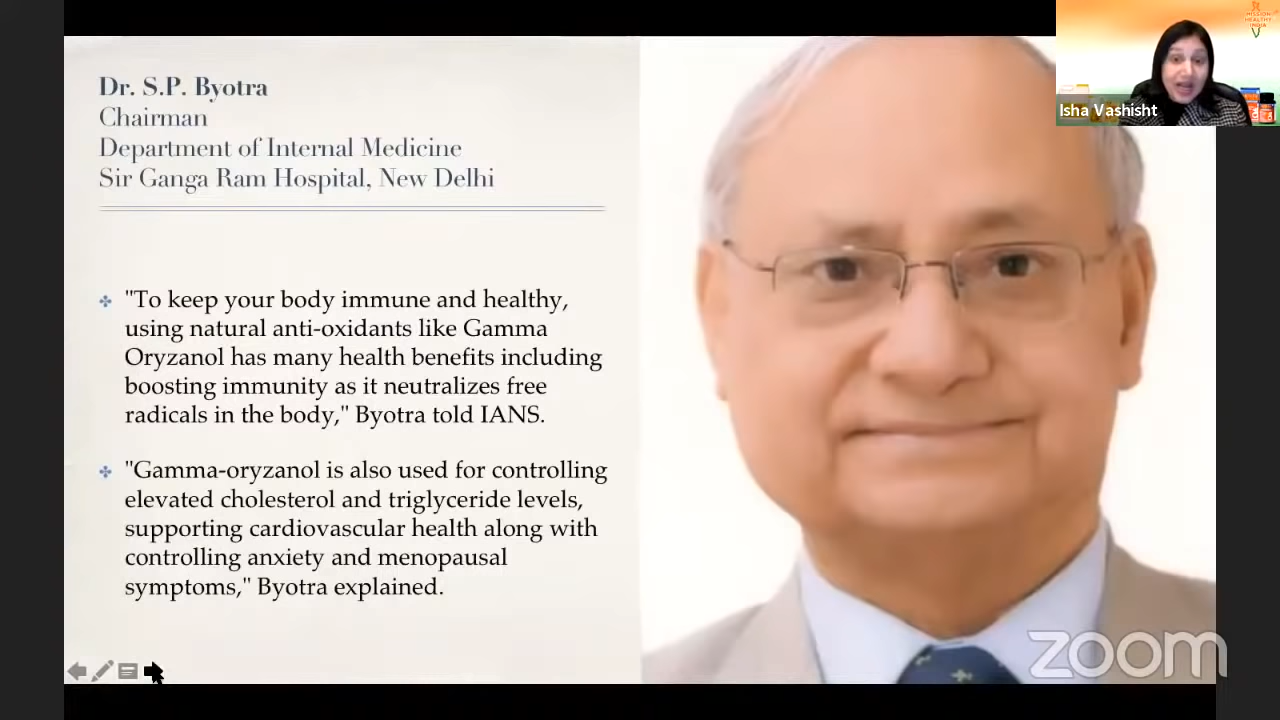 Dr. S.P. Byotra
Chairman
Department of Internal Medicine
Sir Ganga Ram Hospital, New Delhi
"To keep your body immune and healthy,
using natural anti-oxidants like Gamma
Oryzanol has many health benefits including
boosting immunity as it neutralizes free
radicals in the body," Byotra told IANS.
"Gamma-oryzanol is also used for controlling
elevated cholesterol and triglyceride levels,
supporting cardiovascular health along with
controlling anxiety and menopausal
symptoms," Byotra explained.
MISSION
HEALTHY
INDIA
Isha Vashisht
zoom